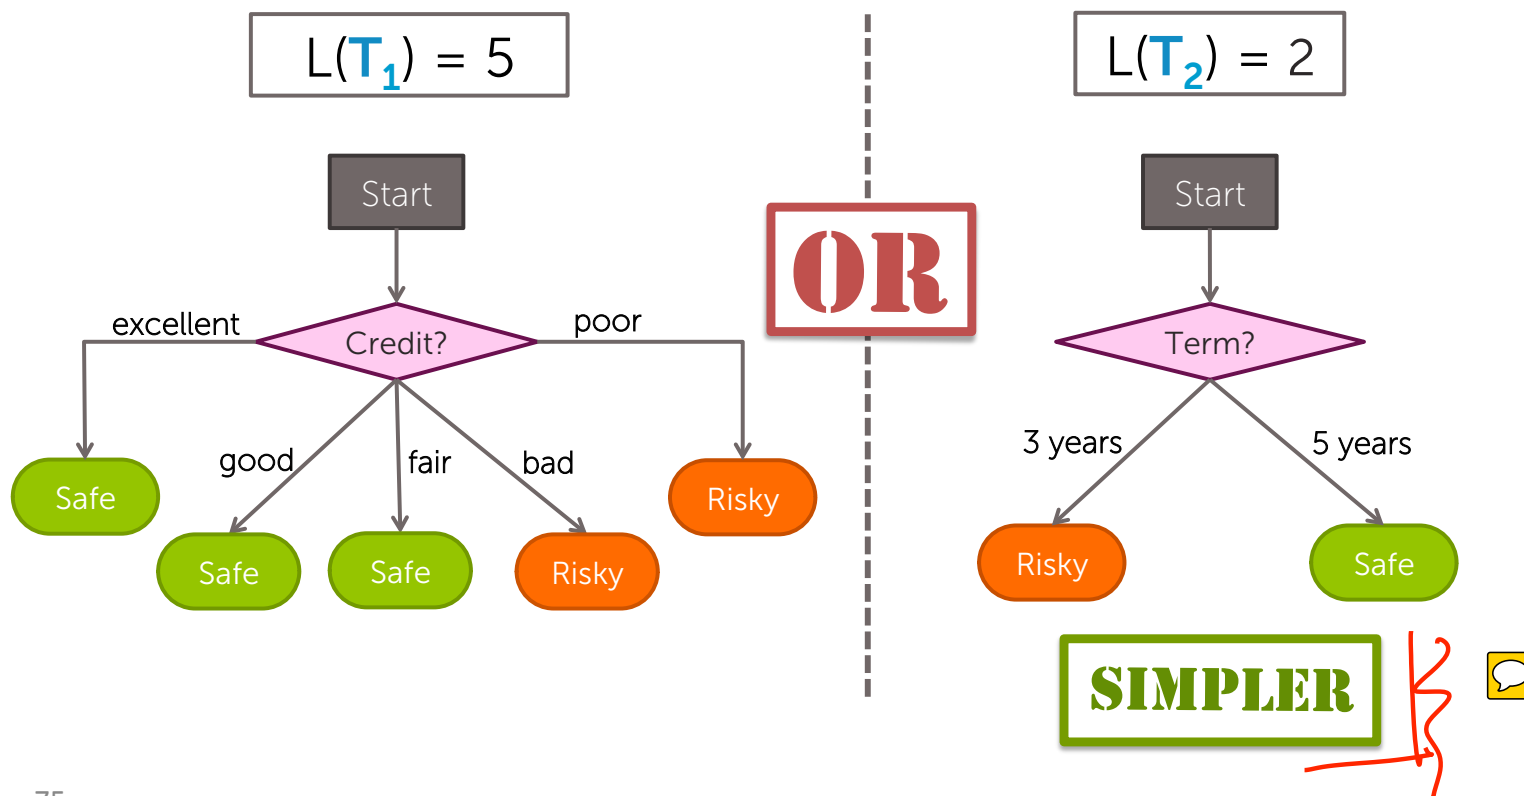 L(T1) = 5
L(T2) = 2
OR
Start
Credit?
excellent
poor
good
fair
bad
Safe
Safe
Safe
Risky
Risky
Start
Term?
3 years
5 years
Risky
Safe
SIMPLER